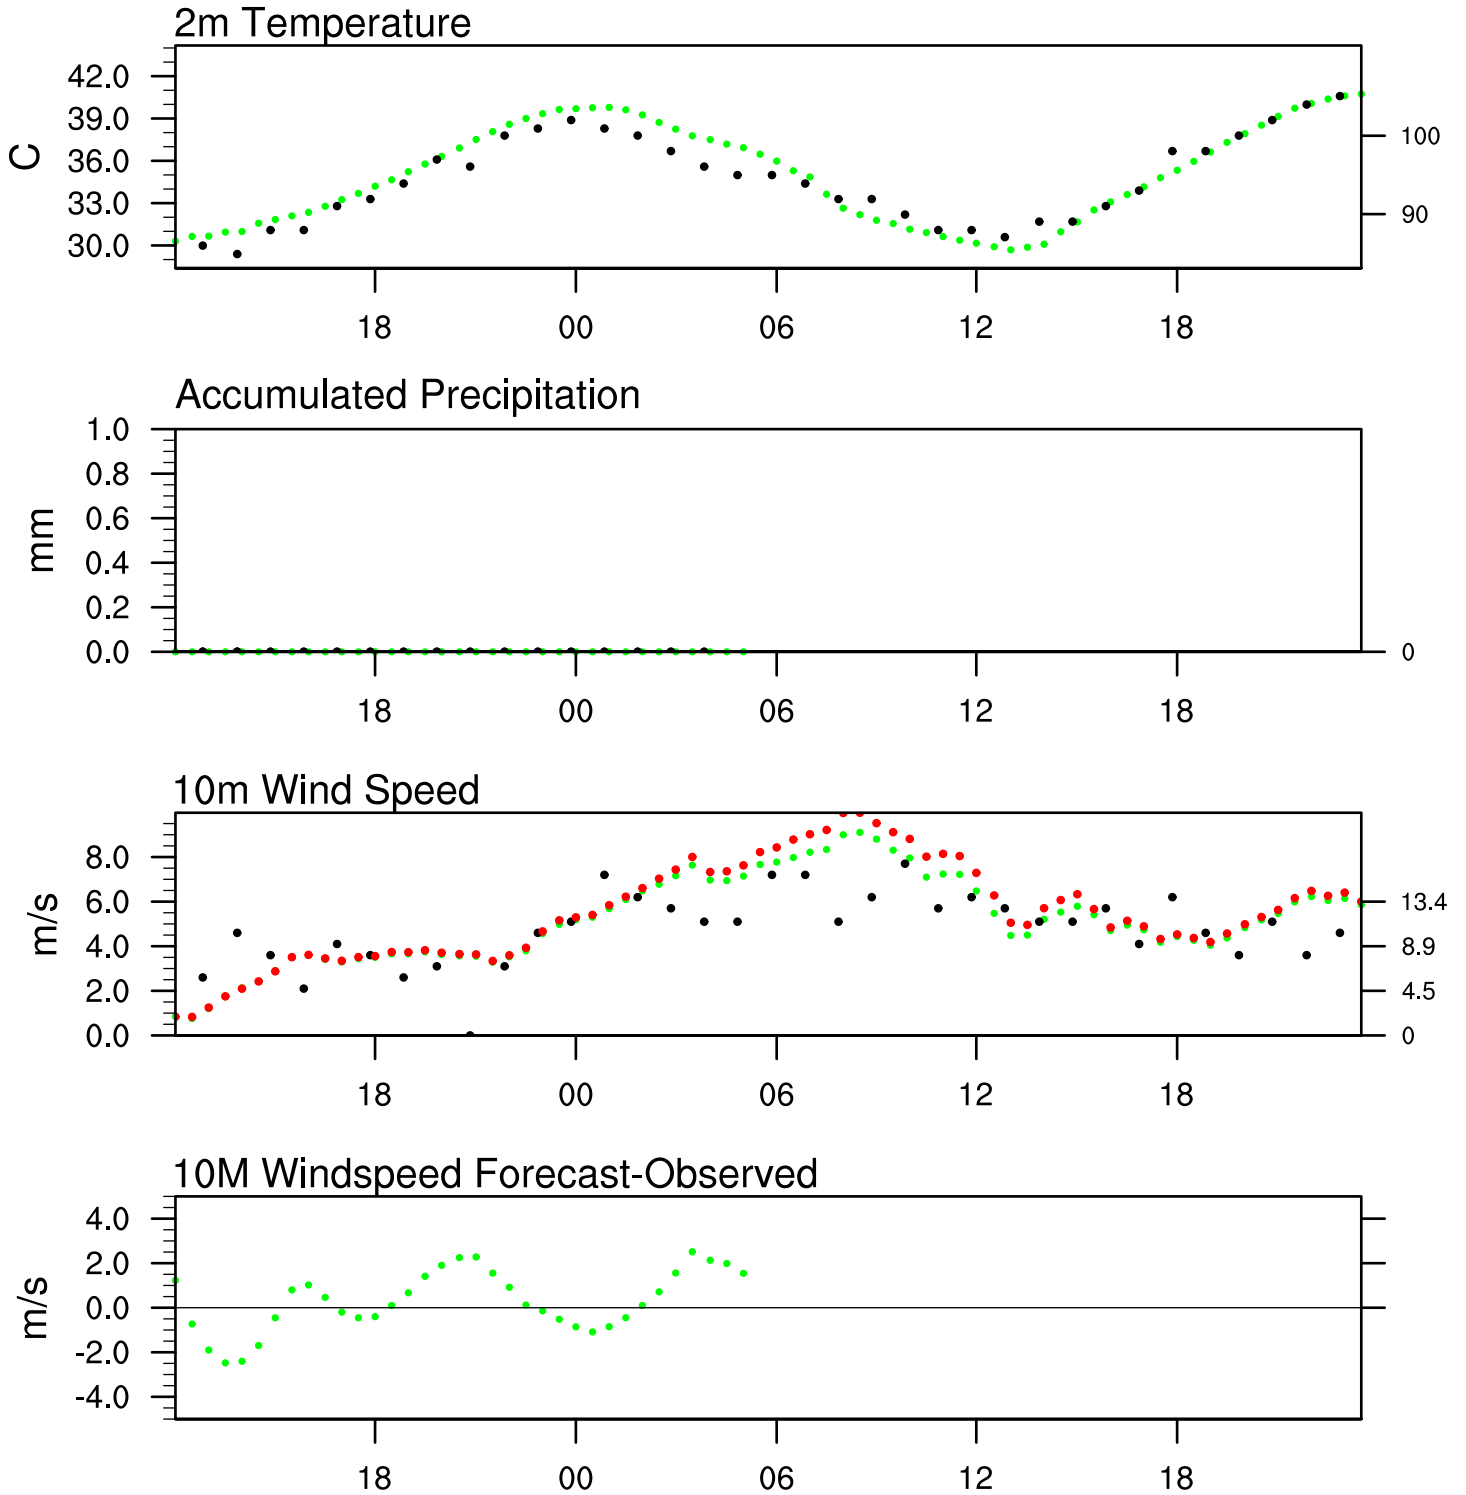 2m Temperature
42.0
39.0
36.0
33.0
30.0
C
100
90
18 00 06 12 18
Accumulated Precipitation
1.0
0.8
0.6
0.4
0.2
0.0
mm
0
18 00 06 12 18
10m Wind Speed
8.0
6.0
4.0
2.0
0.0
m/s
13.4
8.9
4.5
0
18 00 06 12 18
10M Windspeed Forecast-Observed
4.0
2.0
0.0
-2.0
-4.0
m/s
18 00 06 12 18